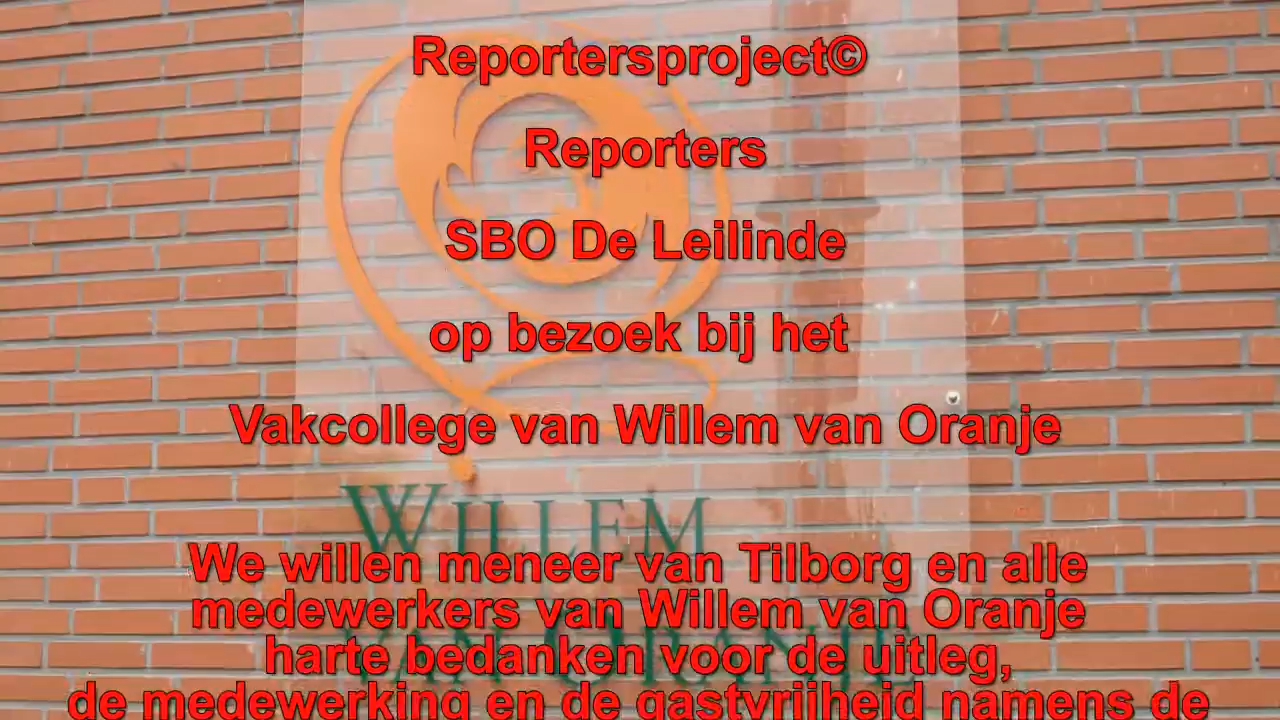 Reportersproject©
Reporters
SBO De Leilinde
op bezoek bij het
Vakcollege van Willem van Oranje
WILLEM
We willen meneer van Tilborg en alle
medewerkers van Willem van Oranje
VAN ORANJE
harte bedanken voor de uitleg,
de medewerking en de gastvrijheid namens de